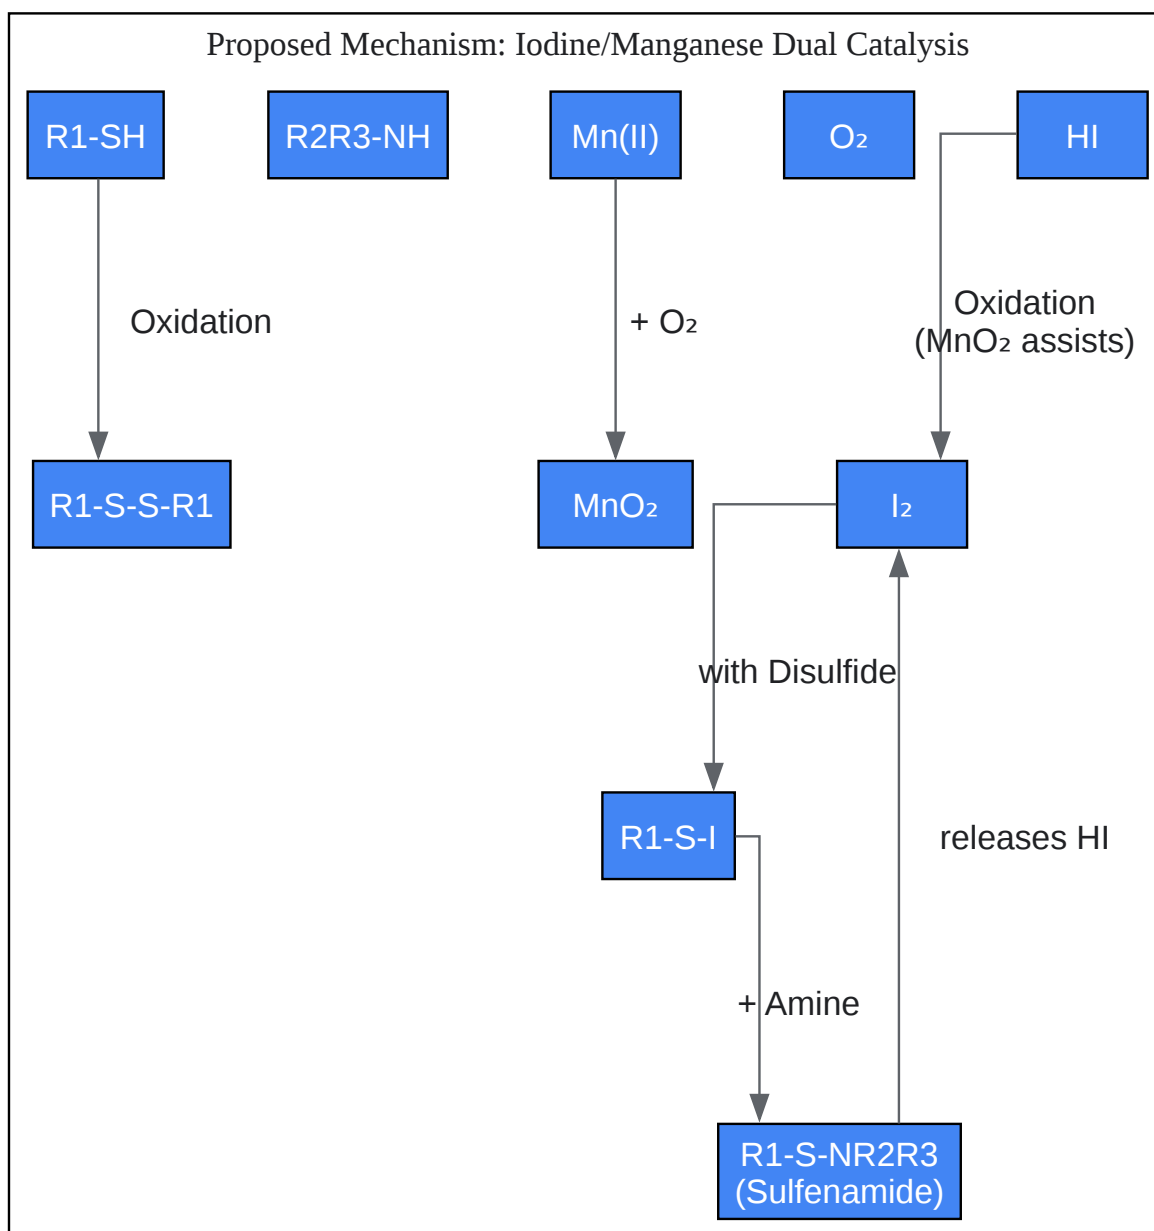 Proposed Mechanism: Iodine/Manganese Dual Catalysis
R1-SH
R2R3-NH
Mn(II)
O₂
HI
Oxidation
+ O₂
Oxidation
(MnO₂ assists)
R1-S-S-R1
MnO₂
I₂
with Disulfide
R1-S-I
releases HI
+ Amine
R1-S-NR2R3
(Sulfenamide)